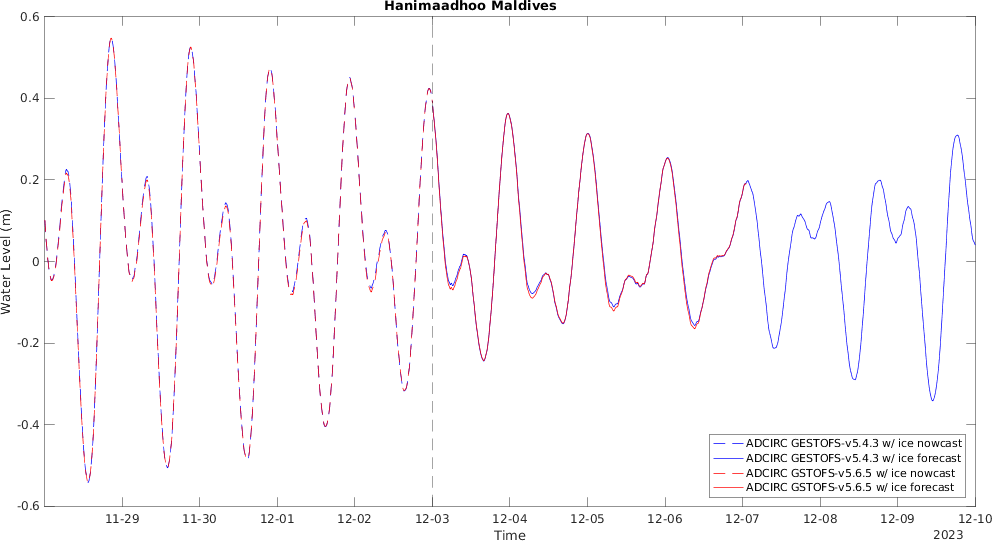 Hanimaadhoo Maldives
0.6
0.4
0.2
0
-0.2
-0.4
-0.6
Water Level (m)
11-29 11-30 12-01 12-02 12-03 12-04 12-05 12-06 12-07 12-08 12-09 12-10
Time
2023
ADCIRC GESTOFS-v5.4.3 w/ ice nowcast
ADCIRC GESTOFS-v5.4.3 w/ ice forecast
ADCIRC GSTOFS-v5.6.5 w/ ice nowcast
ADCIRC GSTOFS-v5.6.5 w/ ice forecast